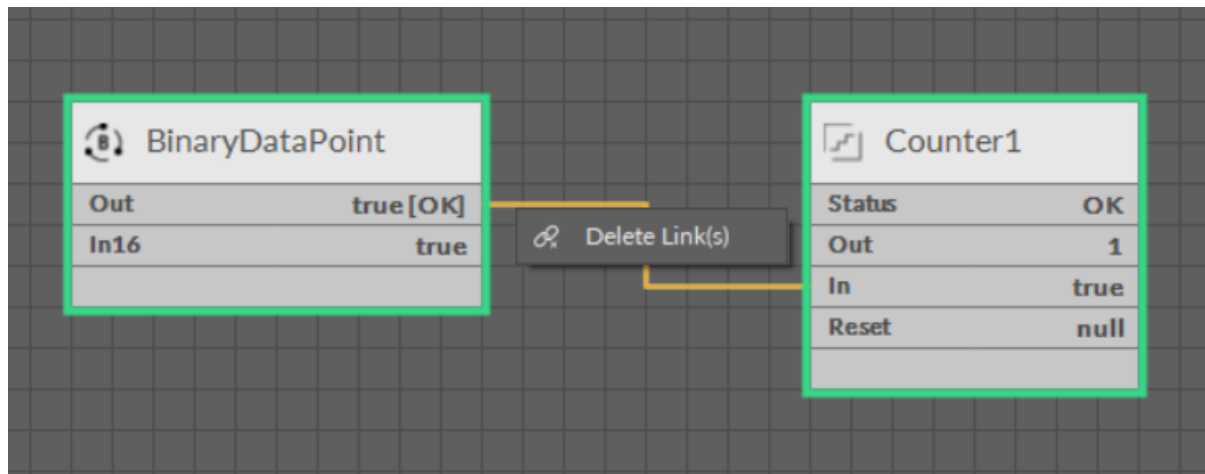 B BinaryDataPoint
Out true [OK]
In16 true
Delete Link(s)
Counter1
Status OK
Out 1
In true
Reset null